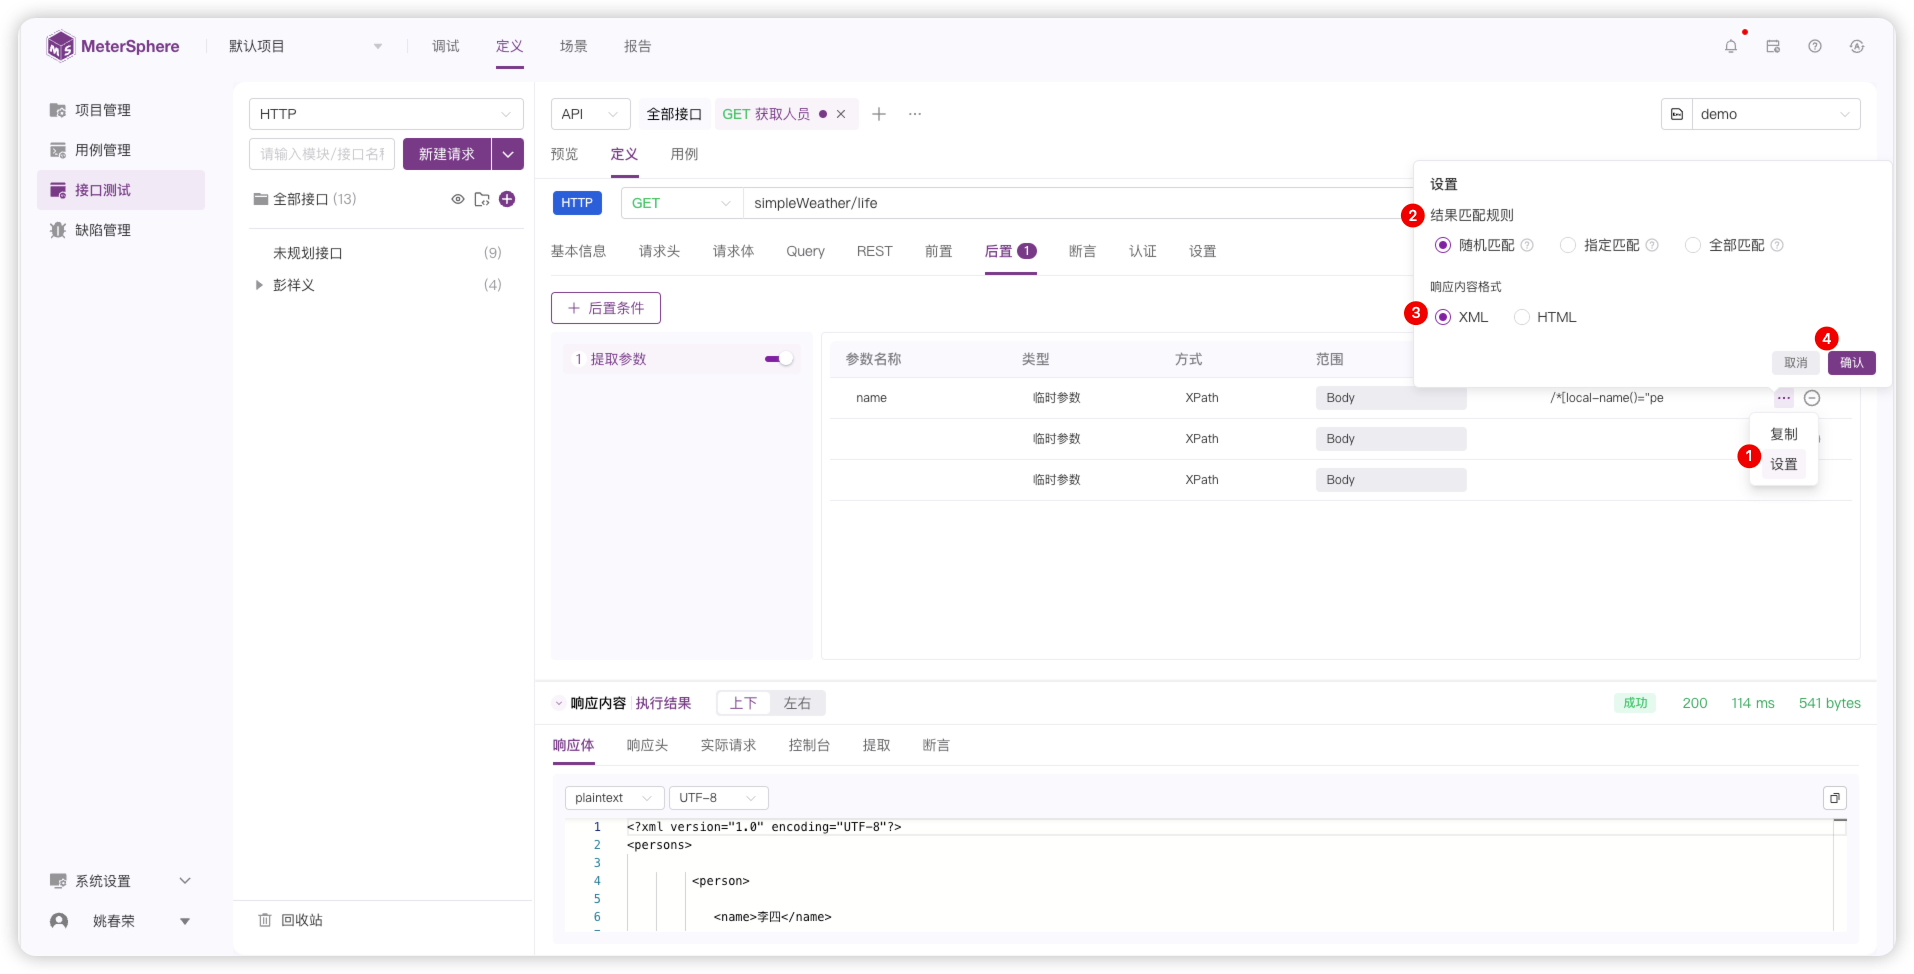 MeterSphere 默认项目 调试 定义 场景 报告
项目管理
用例管理
接口测试
缺陷管理
系统设置
姚春荣
HTTP
请输入模块/接口名称 新建请求
全部接口 (13)
未规划接口 (9)
彭祥义 (4)
回收站
API 全部接口 GET 获取人员 demo
预览 定义 用例
HTTP GET simpleWeather/life
基本信息 请求头 请求体 Query REST 前置 后置 1 断言 认证 设置
后置条件
1 提取参数
参数名称 类型 方式 范围
name 临时参数 XPath Body /*[local-name()="pe
临时参数 XPath Body
临时参数 XPath Body
设置
2 结果匹配规则
随机匹配 指定匹配 全部匹配
响应内容格式
3 XML HTML
4
取消 确认
复制
1 设置
响应内容 执行结果 上下 左右 成功 200 114 ms 541 bytes
响应体 响应头 实际请求 控制台 提取 断言
plaintext UTF-8
1 <?xml version="1.0" encoding="UTF-8"?>
2 <persons>
3
4 <person>
5
6 <name>李四</name>